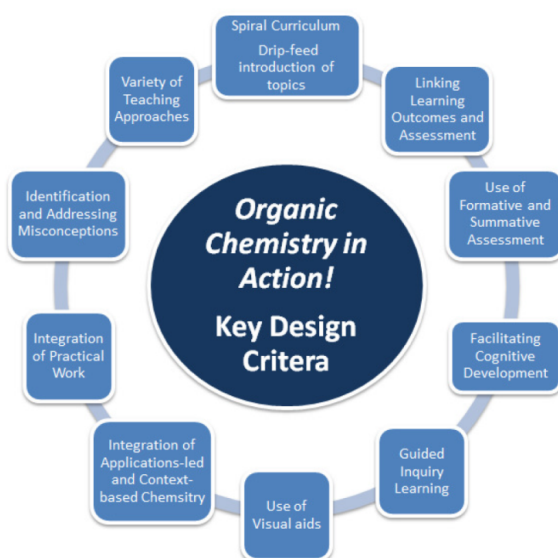 Spiral Curriculum
Drip-feed
introduction of
topics
Linking
Learning
Outcomes and
Assessment
Use of
Formative and
Summative
Assessment
Facilitating
Cognitive
Development
Guided
Inquiry
Learning
Use of
Visual aids
Integration of
Applications-led
and Context-
based Chemsitry
Integration
of Practical
Work
Identification
and Addressing
Misconceptions
Variety of
Teaching
Approaches
Organic
Chemistry in
Action!
Key Design
Critera